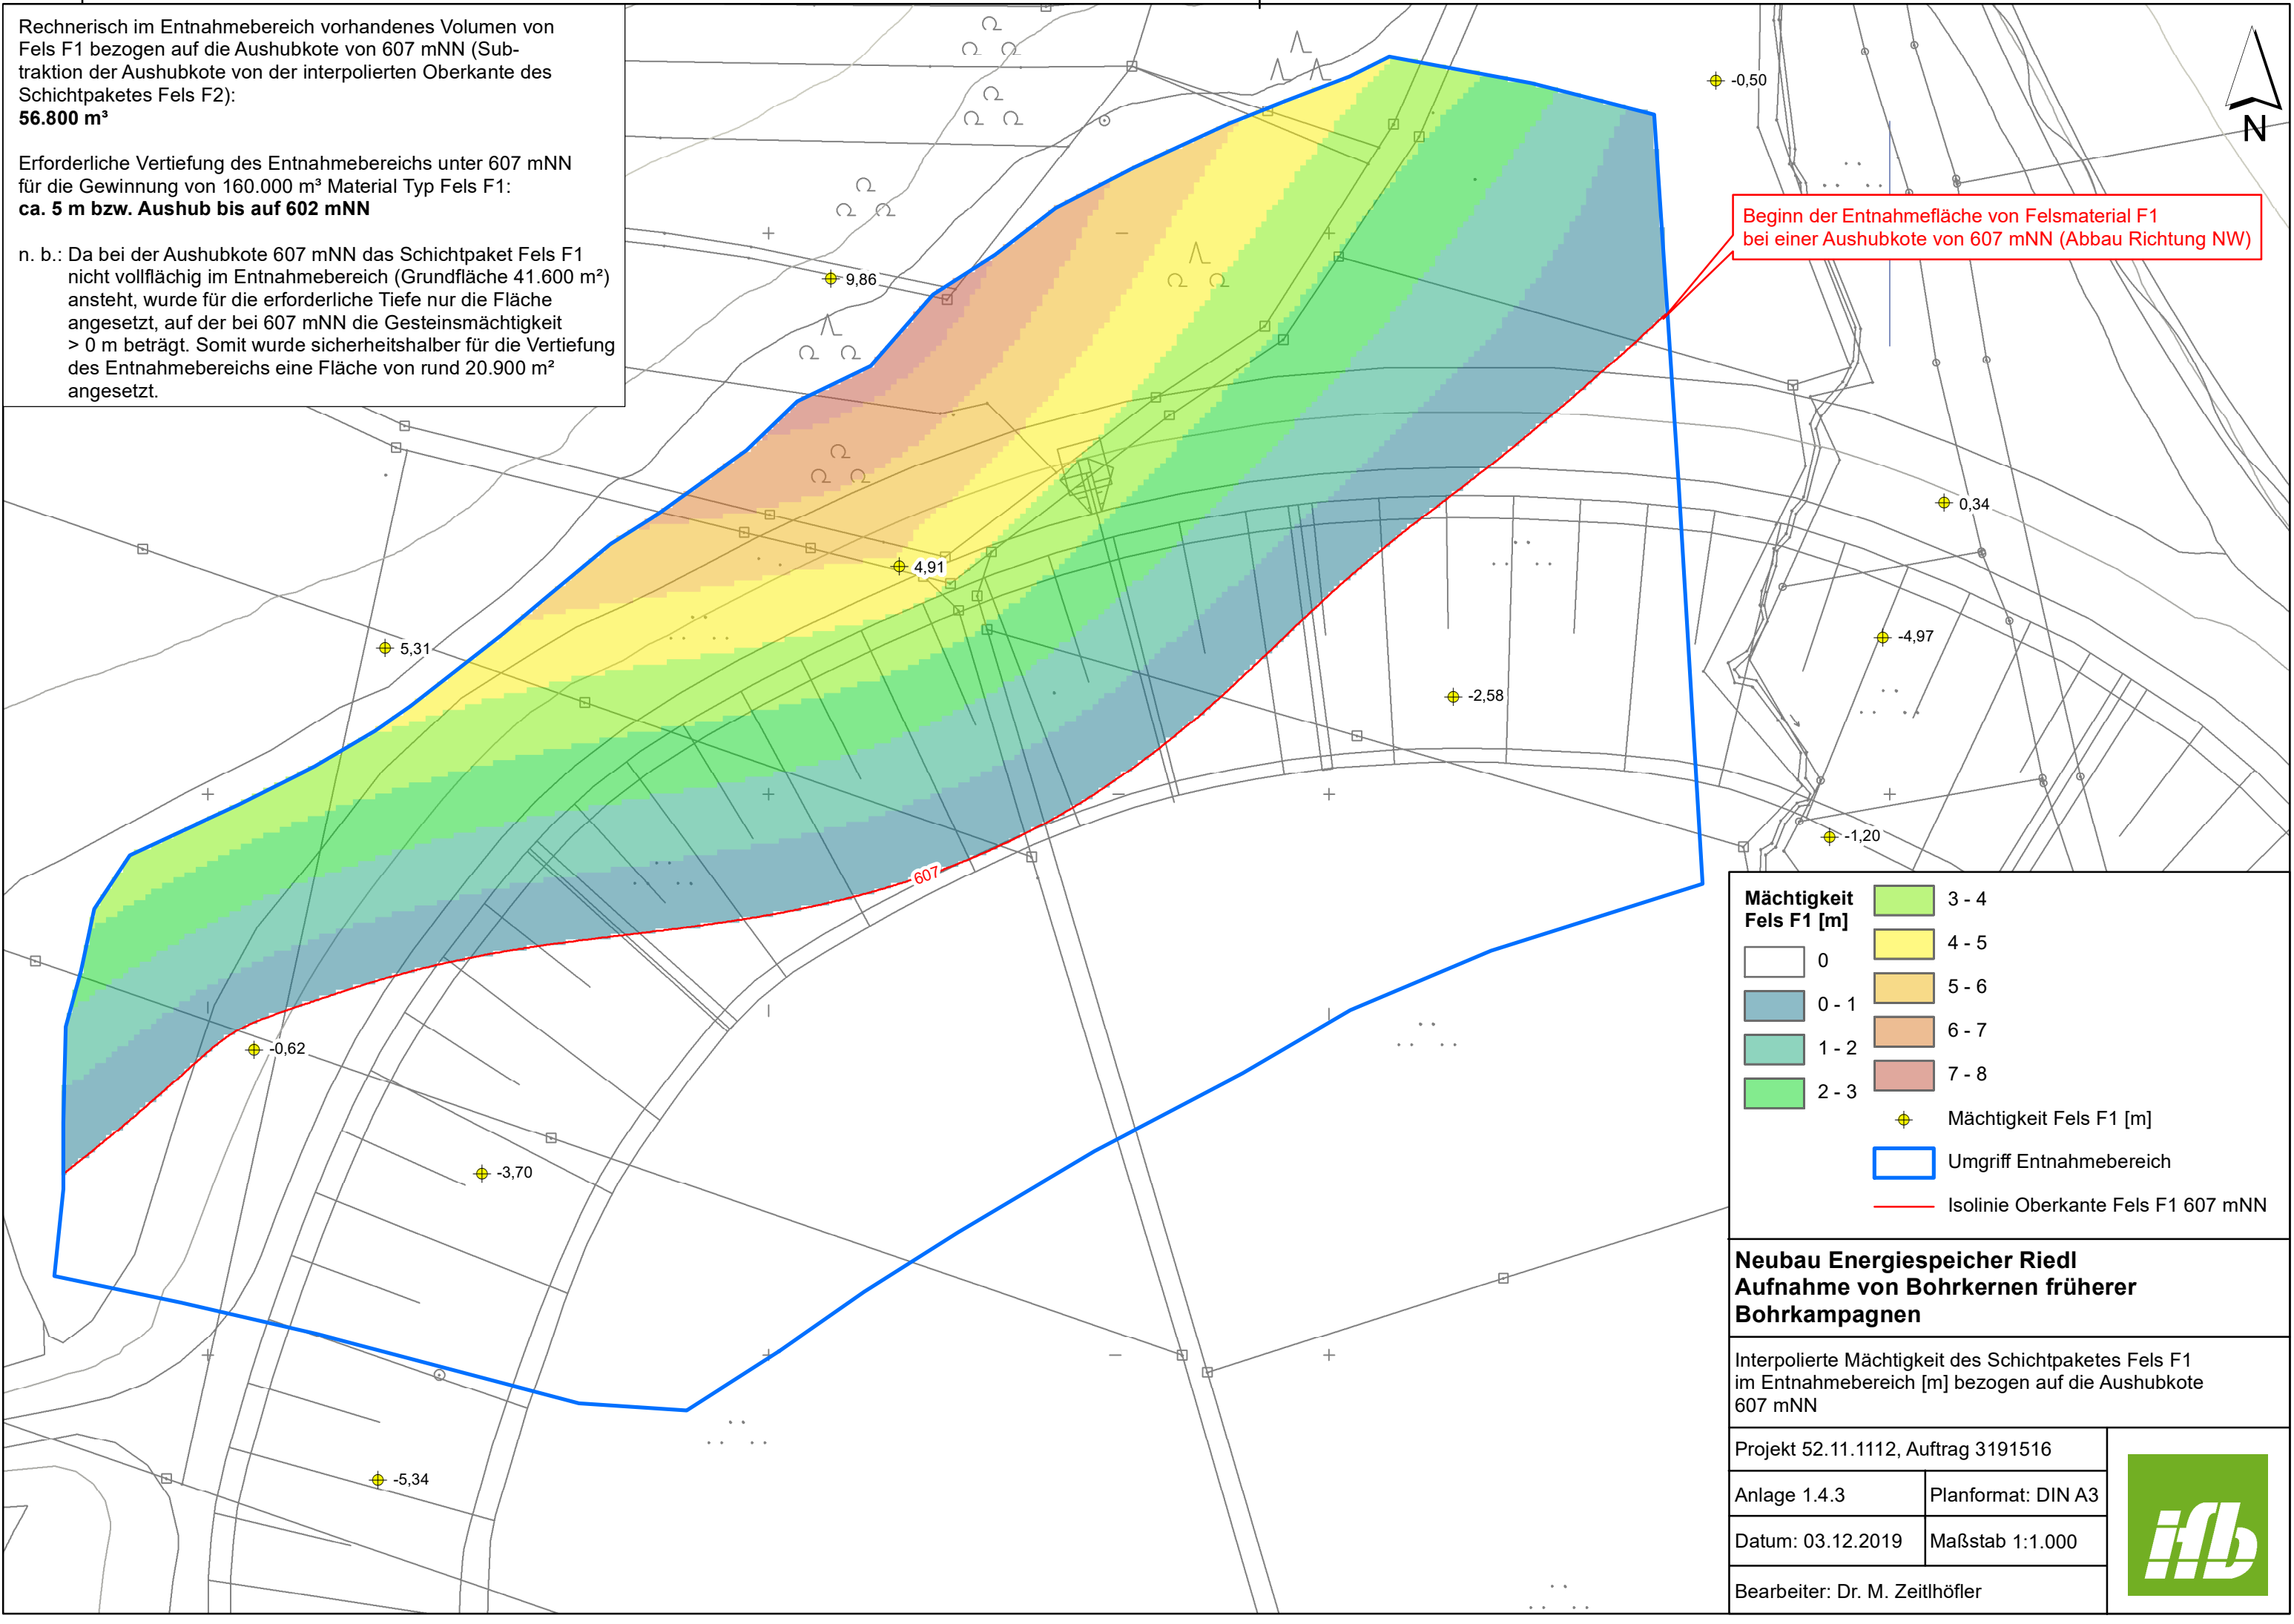 Rechnerisch im Entnahmebereich vorhandenes Volumen von
Fels F1 bezogen auf die Aushubkote von 607 mNN (Sub-
traktion der Aushubkote von der interpolierten Oberkante des
Schichtpaketes Fels F2):
56.800 m³
Erforderliche Vertiefung des Entnahmebereichs unter 607 mNN
für die Gewinnung von 160.000 m³ Material Typ Fels F1:
ca. 5 m bzw. Aushub bis auf 602 mNN
n. b.: Da bei der Aushubkote 607 mNN das Schichtpaket Fels F1
nicht vollflächig im Entnahmebereich (Grundfläche 41.600 m²)
ansteht, wurde für die erforderliche Tiefe nur die Fläche
angesetzt, auf der bei 607 mNN die Gesteinsmächtigkeit
> 0 m beträgt. Somit wurde sicherheitshalber für die Vertiefung
des Entnahmebereichs eine Fläche von rund 20.900 m²
angesetzt.
N
-0,50
Beginn der Entnahmefläche von Felsmaterial F1
bei einer Aushubkote von 607 mNN (Abbau Richtung NW)
9,86
0,34
4,91
5,31
-4,97
-2,58
-1,20
607
-0,62
-3,70
-5,34
Mächtigkeit
Fels F1 [m]
0
0 - 1
1 - 2
2 - 3
3 - 4
4 - 5
5 - 6
6 - 7
7 - 8
Mächtigkeit Fels F1 [m]
Umgriff Entnahmebereich
Isolinie Oberkante Fels F1 607 mNN
Neubau Energiespeicher Riedl
Aufnahme von Bohrkernen früherer
Bohrkampagnen
Interpolierte Mächtigkeit des Schichtpaketes Fels F1
im Entnahmebereich [m] bezogen auf die Aushubkote
607 mNN
Projekt 52.11.1112, Auftrag 3191516
Anlage 1.4.3
Planformat: DIN A3
Datum: 03.12.2019
Maßstab 1:1.000
Bearbeiter: Dr. M. Zeitlhöfler
ifb